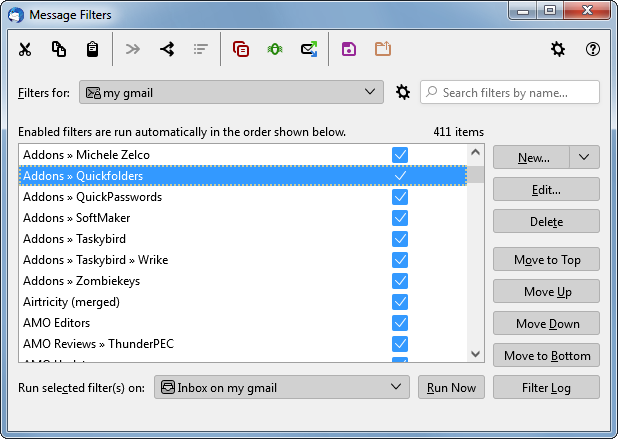 Message Filters
Filters for: my gmail
Search filters by name...
Enabled filters are run automatically in the order shown below. 411 items
Addons » Michele Zelco
Addons » Quickfolders
Addons » QuickPasswords
Addons » SoftMaker
Addons » Taskybird
Addons » Taskybird » Wrike
Addons » Zombiekeys
Airtricity (merged)
AMO Editors
AMO Reviews » ThunderPEC
New...
Edit...
Delete
Move to Top
Move Up
Move Down
Move to Bottom
Run selected filter(s) on: Inbox on my gmail
Run Now
Filter Log